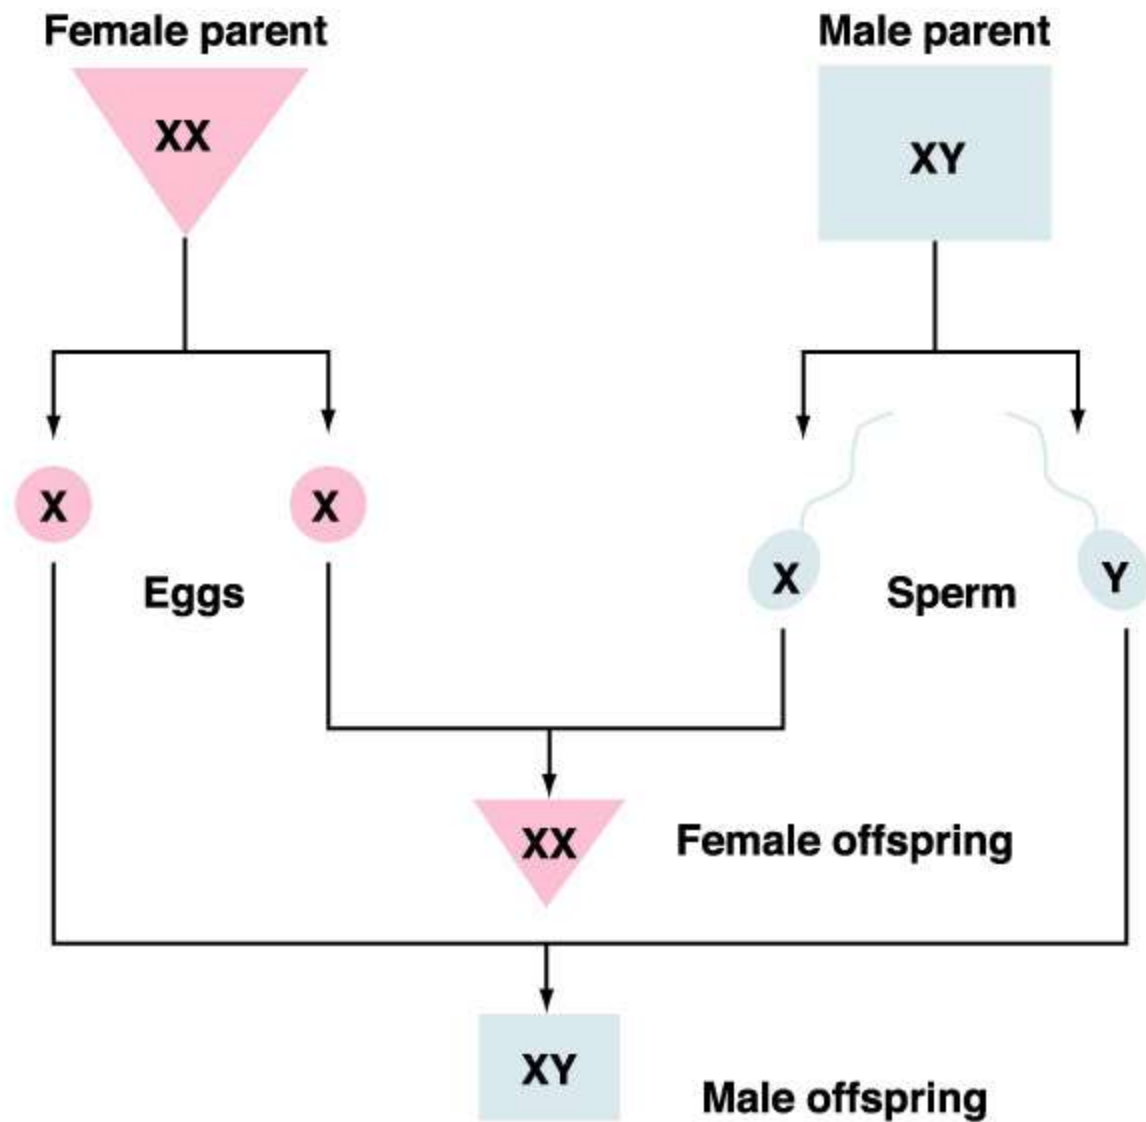 Female parent
Male parent
XX
XY
X
X
X
Y
Eggs
Sperm
XX
Female offspring
XY
Male offspring